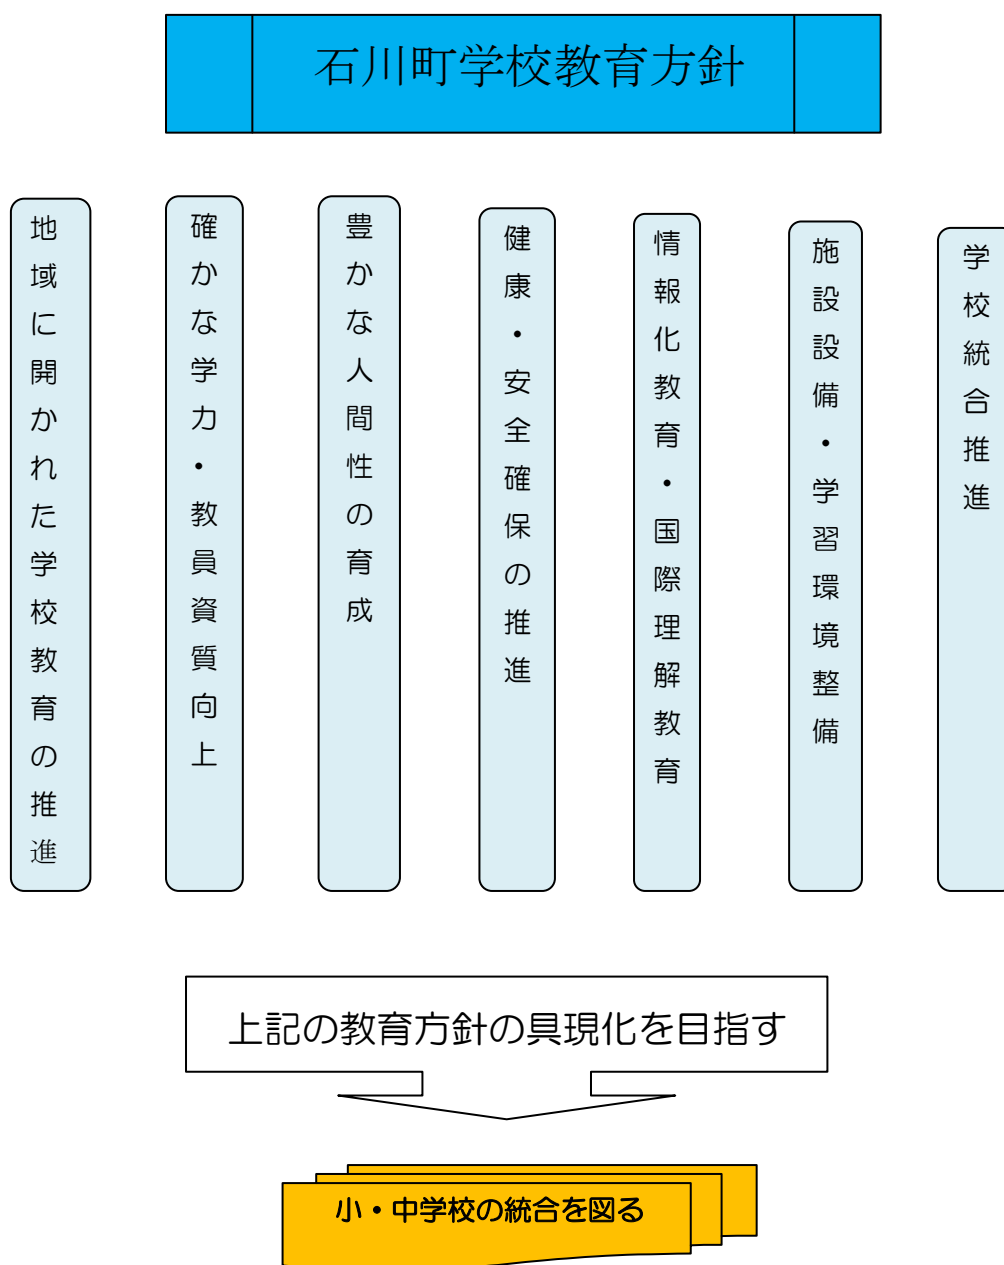 石川町学校教育方針
地域に開かれた学校教育の推進
確かな学力・教員資質向上
豊かな人間性の育成
健康・安全確保の推進
情報化教育・国際理解教育
施設設備・学習環境整備
学校統合推進
上記の教育方針の具現化を目指す
小・中学校の統合を図る